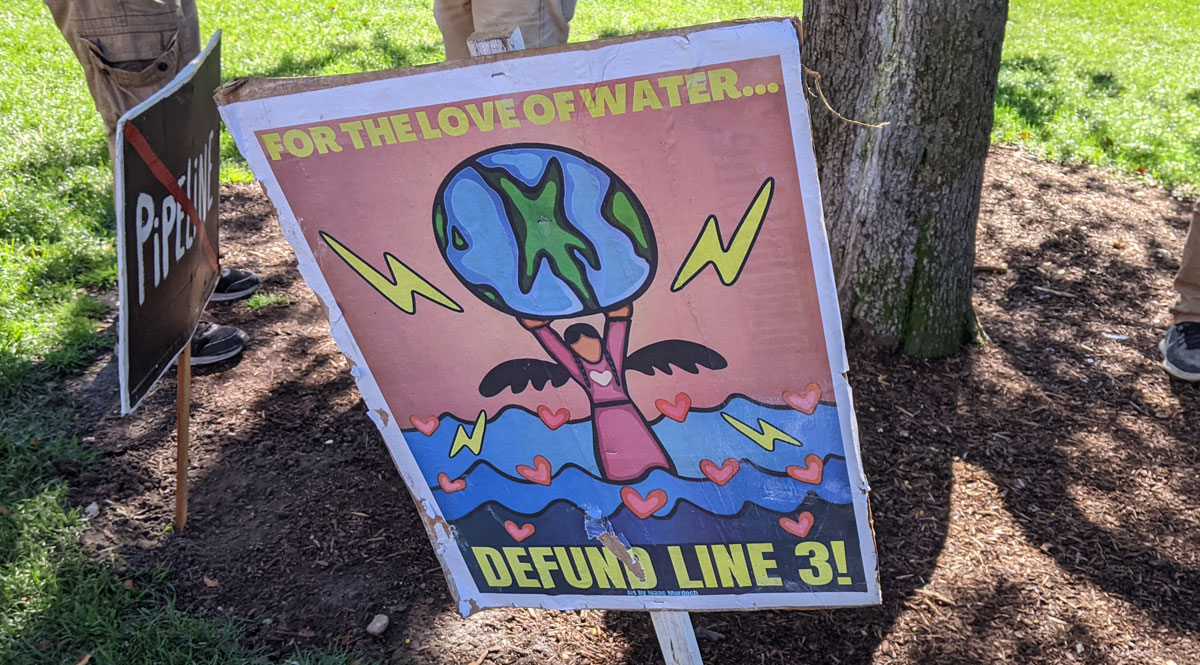 FOR THE LOVE OF WATER...
PiPELiNE
DEFUND LINE 3!
Art by Isaac Murdoch